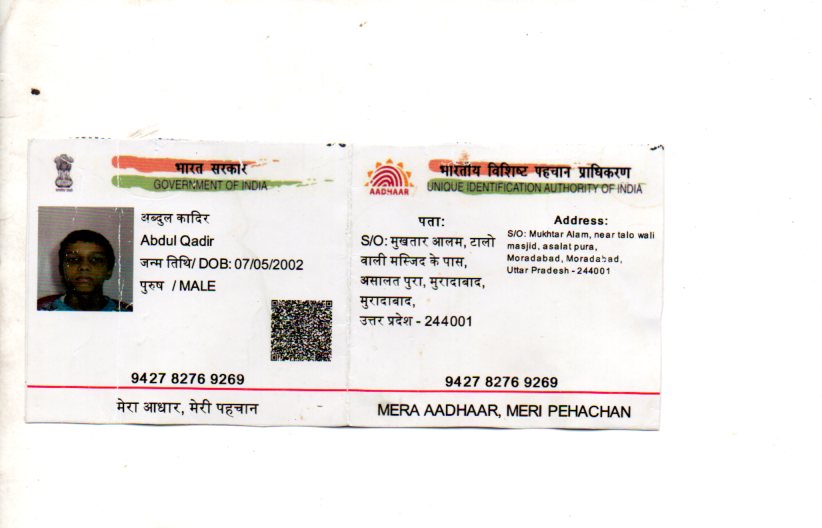 भारत सरकार
GOVERNMENT OF INDIA
अब्दुल कादिर
Abdul Qadir
जन्म तिथि/ DOB: 07/05/2002
पुरुष / MALE
9427 8276 9269
मेरा आधार, मेरी पहचान
AADHAAR
भारतीय विशिष्ट पहचान प्राधिकरण
UNIQUE IDENTIFICATION AUTHORITY OF INDIA
पता:
S/O: मुखतार आलम, टालो
वाली मस्जिद के पास,
असालत पुरा, मुरादाबाद,
मुरादाबाद,
उत्तर प्रदेश - 244001
Address:
S/O: Mukhtar Alam, near talo wali
masjid, asalat pura,
Moradabad, Moradabad,
Uttar Pradesh - 244001
9427 8276 9269
MERA AADHAAR, MERI PEHACHAN